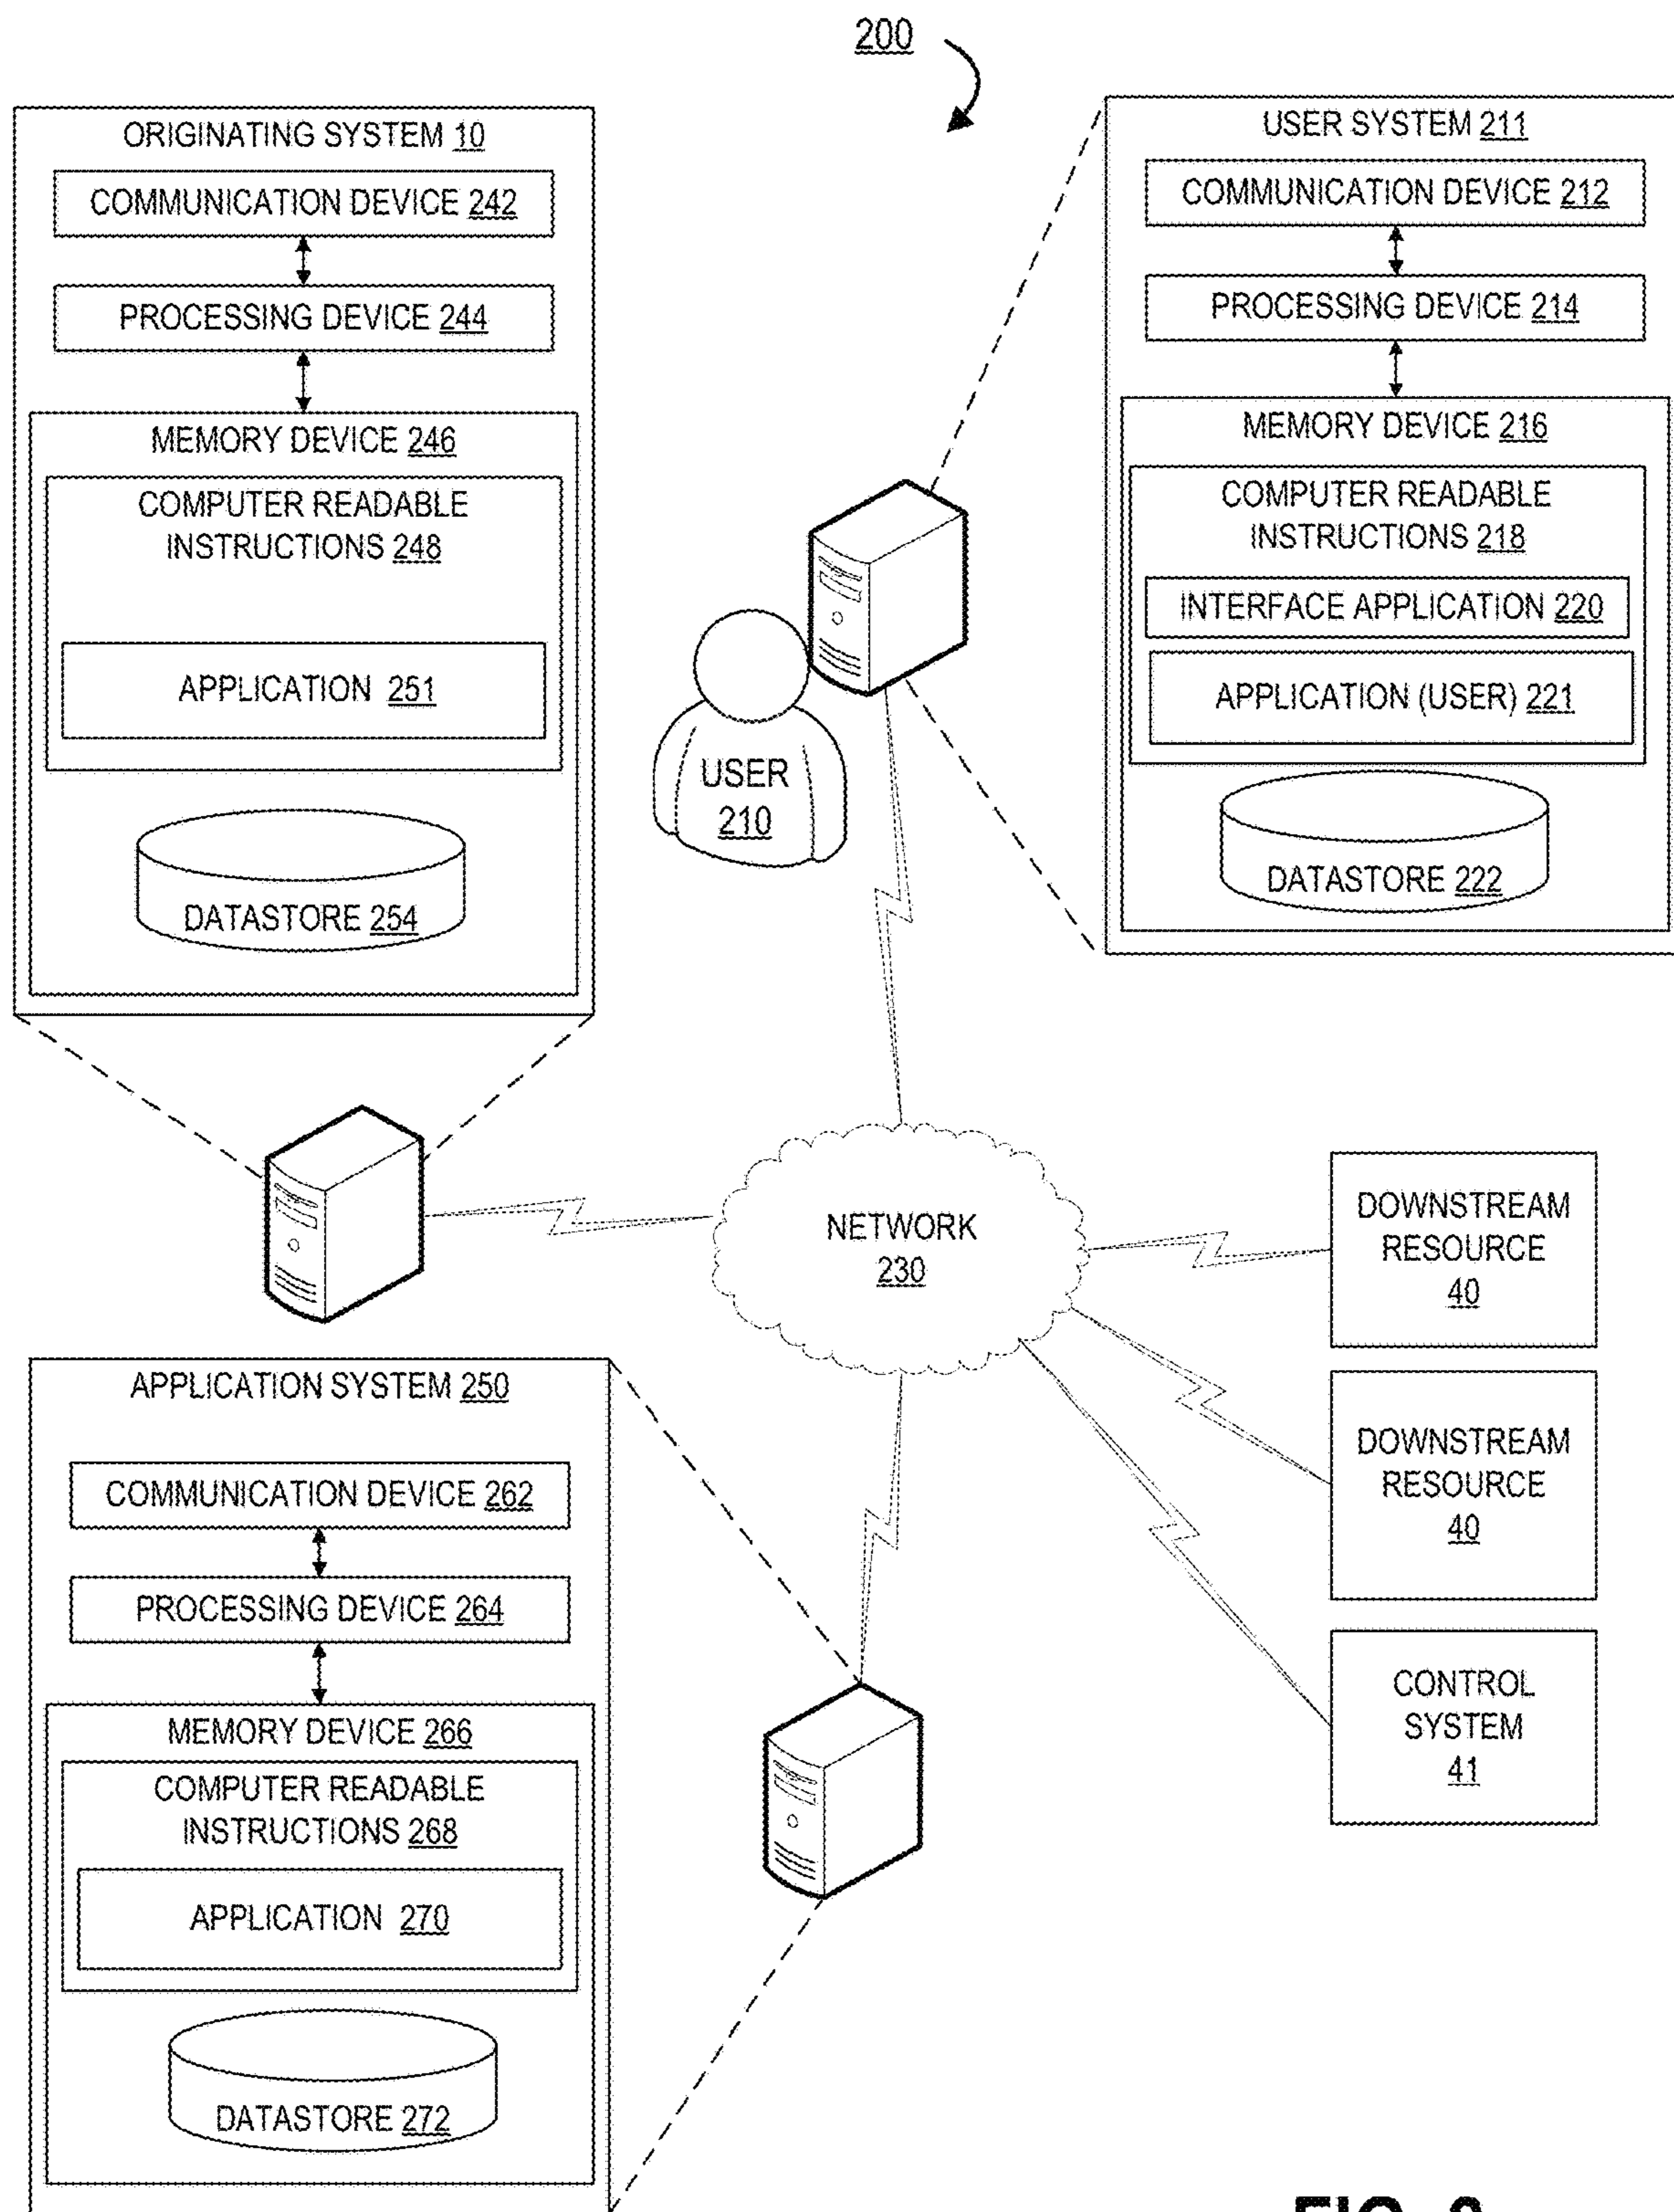 200
ORIGINATING SYSTEM 10
COMMUNICATION DEVICE 242
PROCESSING DEVICE 244
MEMORY DEVICE 246
COMPUTER READABLE
INSTRUCTIONS 248
APPLICATION 251
DATASTORE 254
USER SYSTEM 211
COMMUNICATION DEVICE 212
PROCESSING DEVICE 214
MEMORY DEVICE 216
COMPUTER READABLE
INSTRUCTIONS 218
INTERFACE APPLICATION 220
APPLICATION (USER) 221
DATASTORE 222
USER
210
NETWORK
230
DOWNSTREAM
RESOURCE
40
DOWNSTREAM
RESOURCE
40
CONTROL
SYSTEM
41
APPLICATION SYSTEM 250
COMMUNICATION DEVICE 262
PROCESSING DEVICE 264
MEMORY DEVICE 266
COMPUTER READABLE
INSTRUCTIONS 268
APPLICATION 270
DATASTORE 272
FIG.